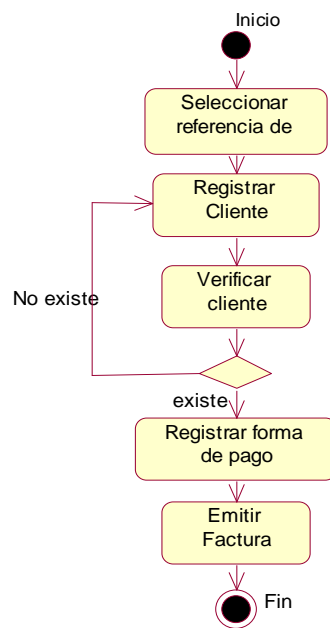 Inicio
Seleccionar
referencia de
Registrar
Cliente
Verificar
cliente
No existe
existe
Registrar forma
de pago
Emitir
Factura
Fin